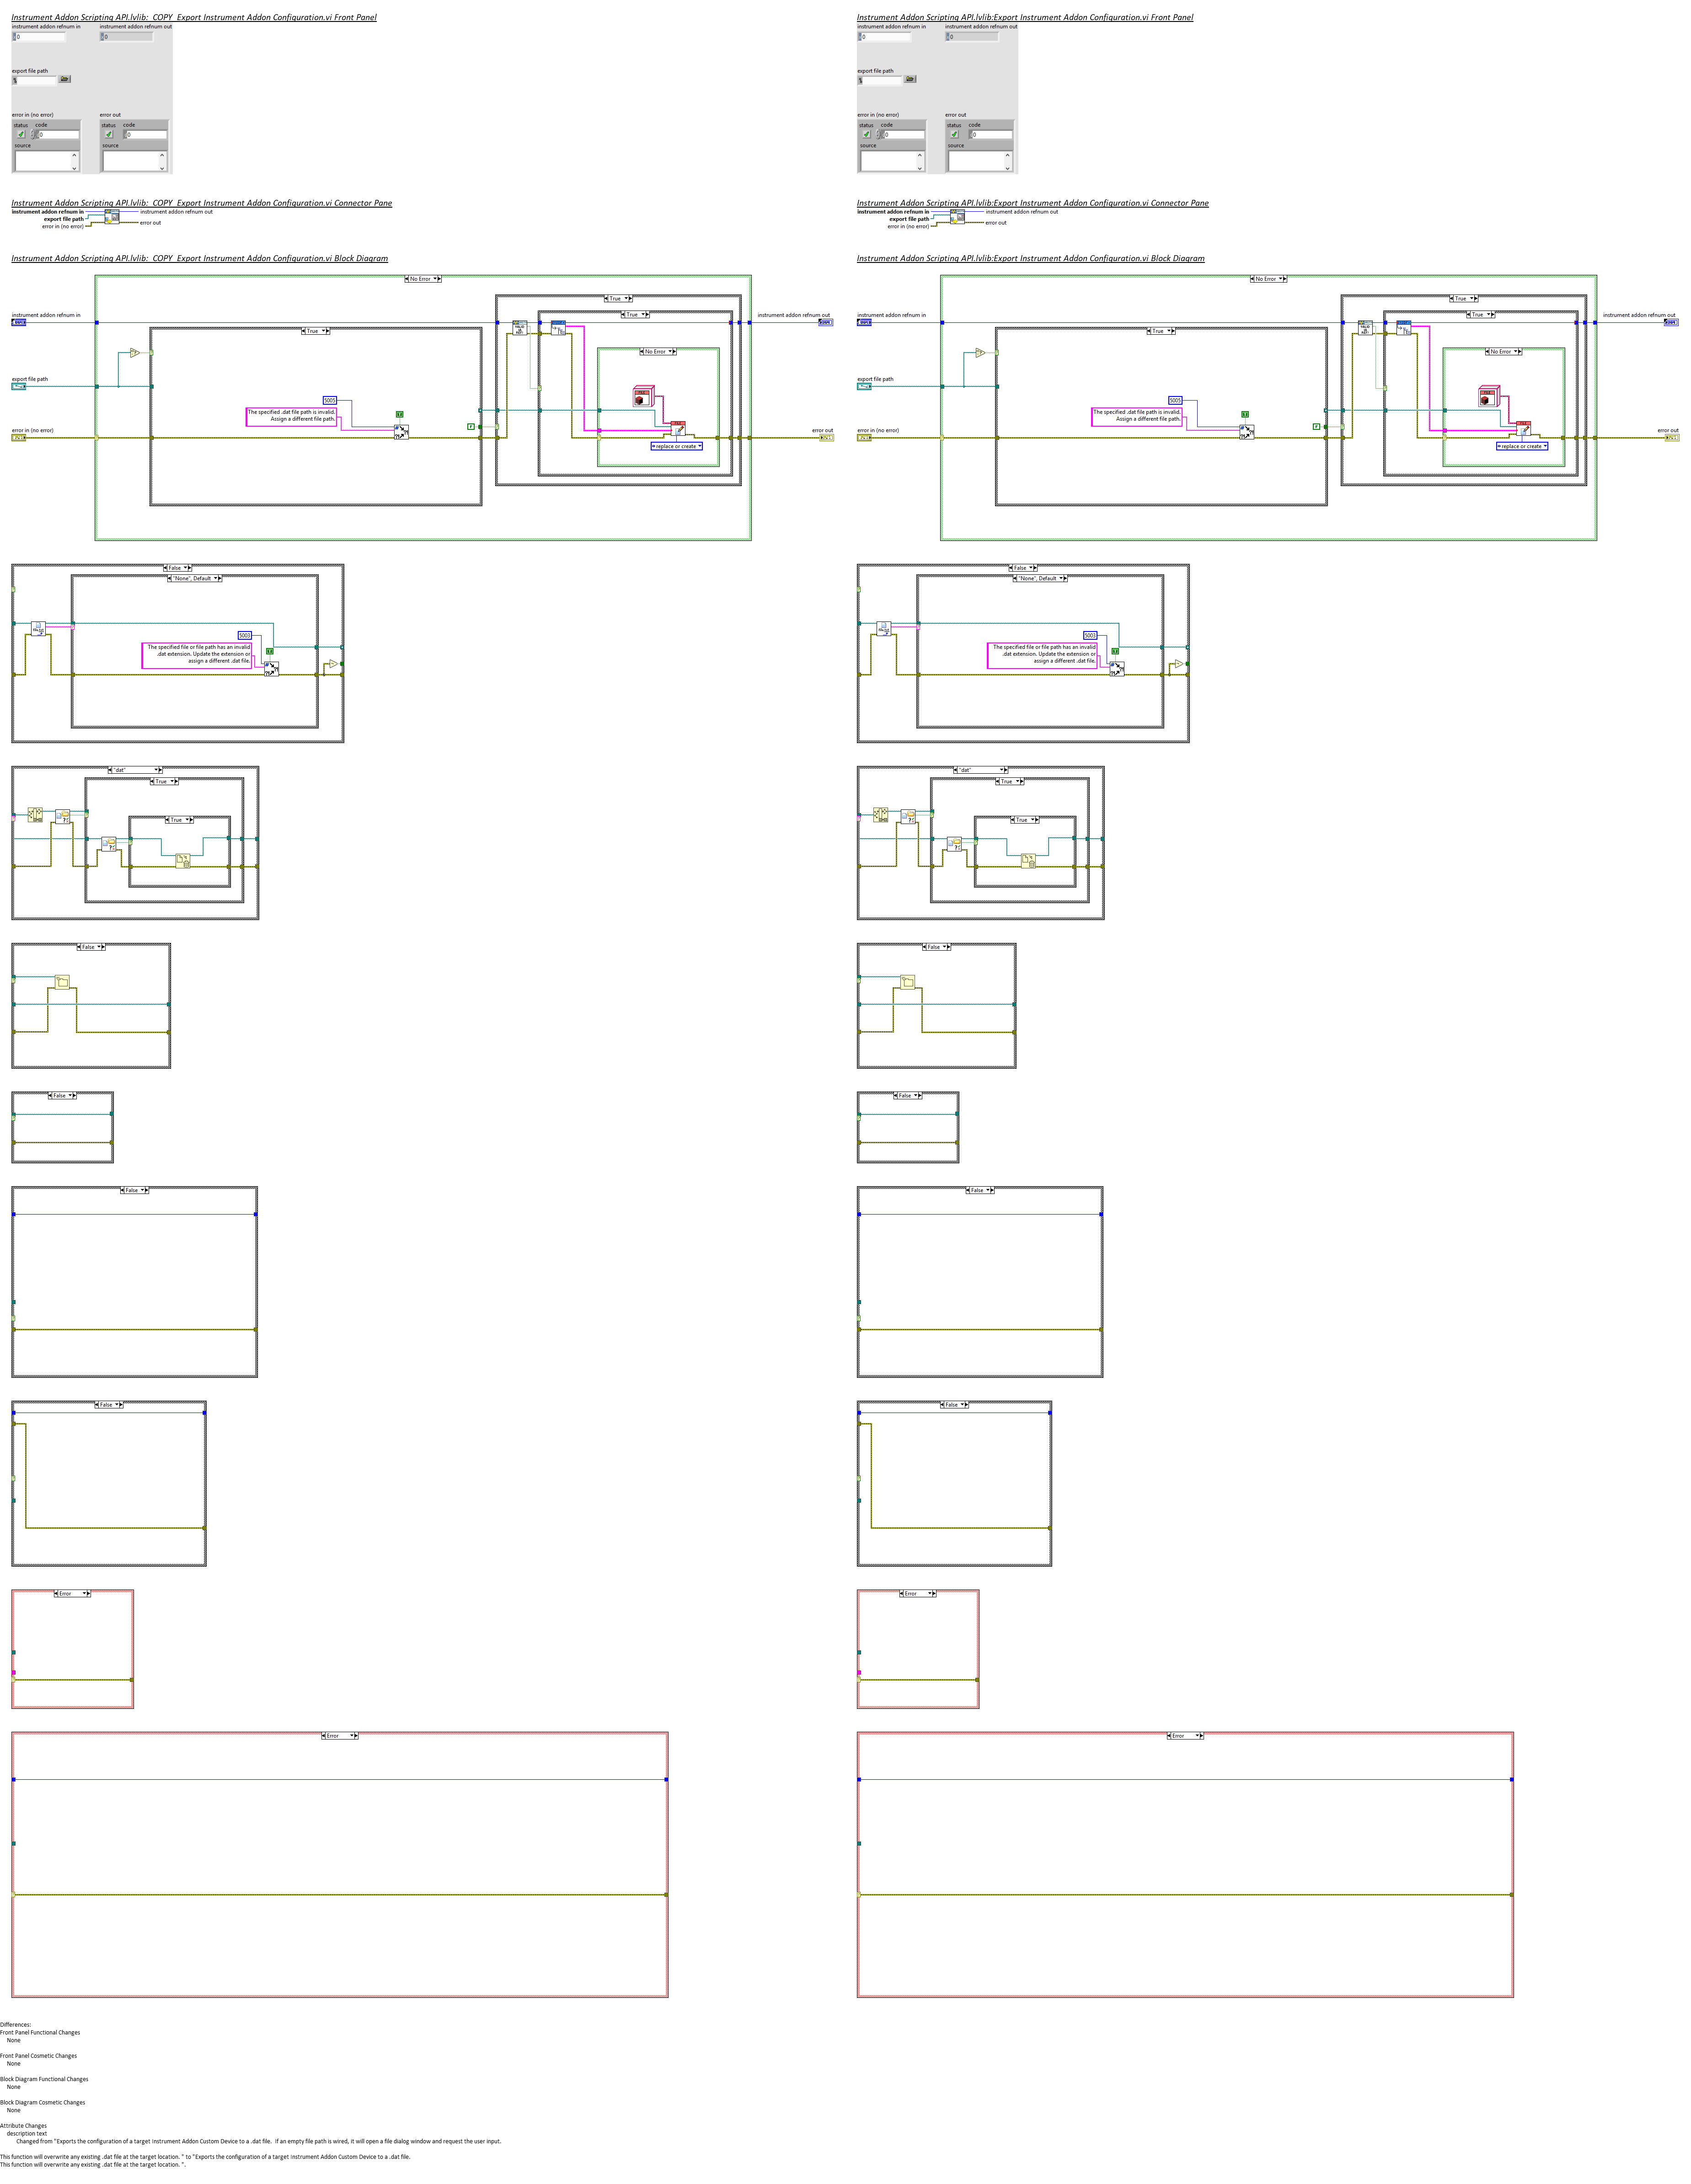 Instrument Addon Scripting API.lvlib:_COPY_Export Instrument Addon Configuration.vi Front Panel
instrument addon refnum in
instrument addon refnum out
0
0
export file path
error in (no error)
error out
status
code
status
code
0
0
source
source
Instrument Addon Scripting API.lvlib:_COPY_Export Instrument Addon Configuration.vi Connector Pane
instrument addon refnum in
instrument addon refnum out
export file path
error in (no error)
error out
Instrument Addon Scripting API.lvlib:_COPY_Export Instrument Addon Configuration.vi Block Diagram
No Error
True
instrument addon refnum in
True
instrument addon refnum out
True
No Error
export file path
5005
The specified .dat file path is invalid.
Assign a different file path.
error in (no error)
error out
replace or create
False
"None", Default
5003
The specified file or file path has an invalid
.dat extension. Update the extension or
assign a different .dat file.
"dat"
True
True
False
False
False
False
Error
Error
Instrument Addon Scripting API.lvlib:Export Instrument Addon Configuration.vi Front Panel
instrument addon refnum in
instrument addon refnum out
0
0
export file path
error in (no error)
error out
status
code
status
code
0
0
source
source
Instrument Addon Scripting API.lvlib:Export Instrument Addon Configuration.vi Connector Pane
instrument addon refnum in
instrument addon refnum out
export file path
error in (no error)
error out
Instrument Addon Scripting API.lvlib:Export Instrument Addon Configuration.vi Block Diagram
No Error
True
instrument addon refnum in
True
instrument addon refnum out
True
No Error
export file path
5005
The specified .dat file path is invalid.
Assign a different file path.
error in (no error)
error out
replace or create
False
"None", Default
5003
The specified file or file path has an invalid
.dat extension. Update the extension or
assign a different .dat file.
"dat"
True
True
False
False
False
False
Error
Error
Differences:
Front Panel Functional Changes
None
Front Panel Cosmetic Changes
None
Block Diagram Functional Changes
None
Block Diagram Cosmetic Changes
None
Attribute Changes
description text
Changed from "Exports the configuration of a target Instrument Addon Custom Device to a .dat file.  If an empty file path is wired, it will open a file dialog window and request the user input.
This function will overwrite any existing .dat file at the target location. " to "Exports the configuration of a target Instrument Addon Custom Device to a .dat file.
This function will overwrite any existing .dat file at the target location. ".